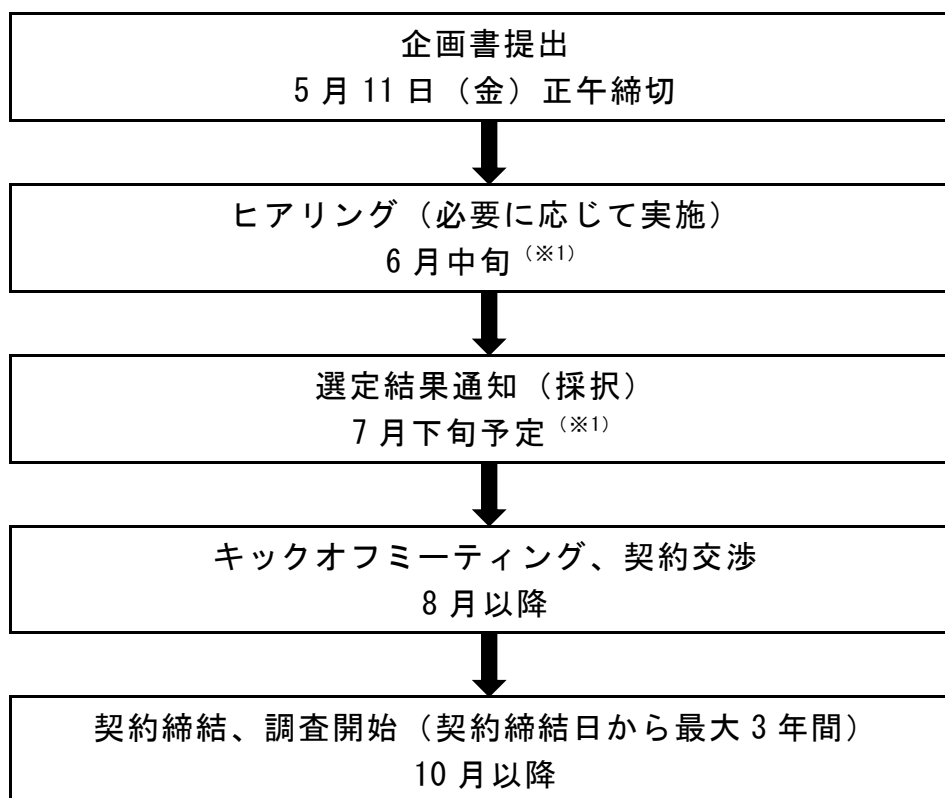 企画書提出
5月11日（金）正午締切
ヒアリング（必要に応じて実施）
6月中旬（※1）
選定結果通知（採択）
7月下旬予定（※1）
キックオフミーティング、契約交渉
8月以降
契約締結、調査開始（契約締結日から最大3年間）
10月以降